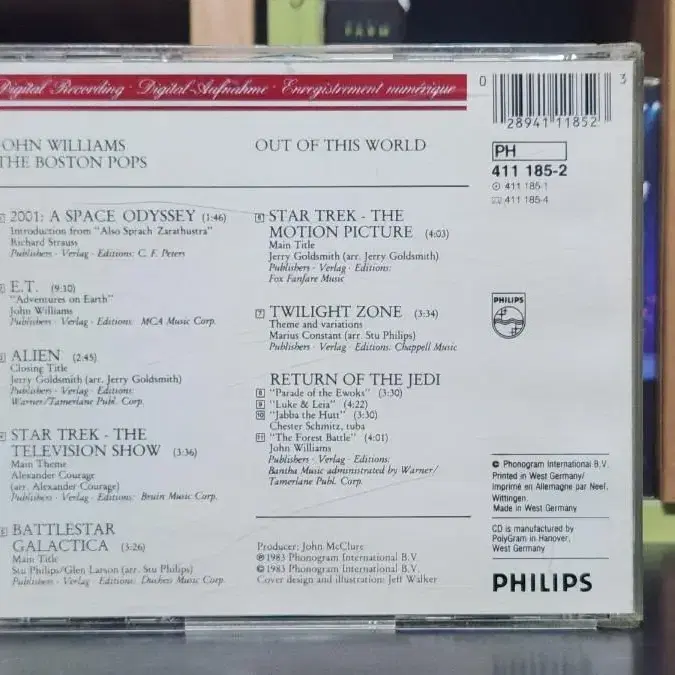 FARM
Digital Recording · Digital-Aufnahme · Enregistrement numérique
OHN WILLIAMS
THE BOSTON POPS
OUT OF THIS WORLD
2001: A SPACE ODYSSEY (1:46)
Introduction from "Also Sprach Zarathustra"
Richard Strauss
Publishers · Verlag · Editions: C. F. Peters
E.T. (9:30)
"Adventures on Earth"
John Williams
Publishers · Verlag · Editions: MCA Music Corp.
ALIEN (2:45)
Closing Title
Jerry Goldsmith (arr. Jerry Goldsmith)
Publishers · Verlag · Editions:
Warner/Tamerlane Publ. Corp.
STAR TREK - THE
TELEVISION SHOW (3:36)
Main Theme
Alexander Courage
(arr. Alexander Courage)
Publishers · Verlag · Editions: Bruin Music Corp.
5 BATTLESTAR
GALACTICA (3:26)
Main Title
Stu Philips/Glen Larson (arr. Stu Philips)
Publishers · Verlag · Editions: Duchess Music Corp.
6 STAR TREK - THE
MOTION PICTURE (4:03)
Main Title
Jerry Goldsmith (arr. Jerry Goldsmith)
Publishers · Verlag · Editions:
Fox Fanfare Music
7 TWILIGHT ZONE (3:34)
Theme and variations
Marius Constant (arr. Stu Philips)
Publishers · Verlag · Editions: Chappell Music
RETURN OF THE JEDI
8 "Parade of the Ewoks" (3:30)
9 "Luke & Leia" (4:22)
10 "Jabba the Hutt" (3:30)
Chester Schmitz, tuba
11 "The Forest Battle" (4:01)
John Williams
Publishers · Verlag · Editions:
Bantha Music administrated by Warner/
Tamerlane Publ. Corp.
Producer: John McClure
℗ 1983 Phonogram International B.V.
© 1983 Phonogram International B.V.
Cover design and illustration: Jeff Walker
0 28941 11852 3
PH
411 185-2
411 185-1
411 185-4
PHILIPS
© Phonogram International B.V.
Printed in West Germany/
Imprimé en Allemagne par Neef,
Wittingen.
Made in West Germany
CD is manufactured by
PolyGram in Hanover,
West Germany
PHILIPS